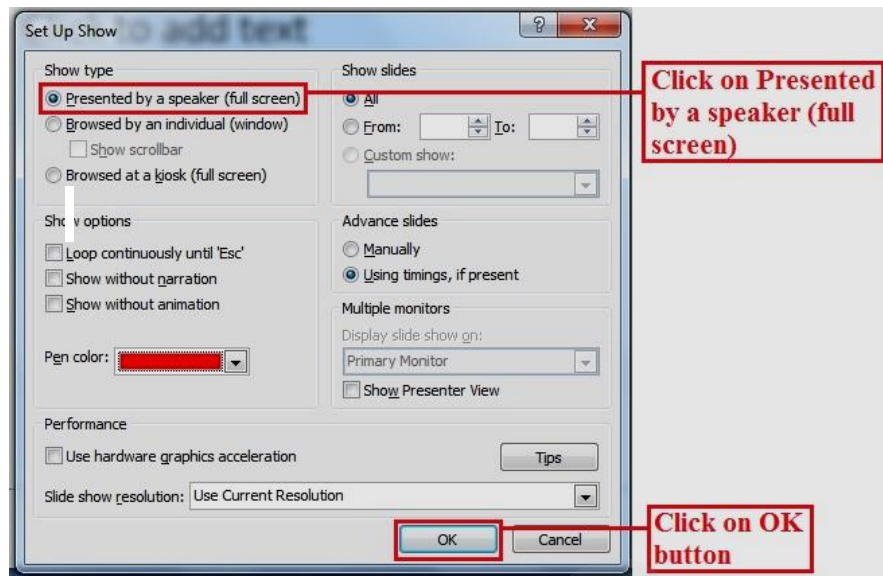 to add text
Set Up Show
Show type
Presented by a speaker (full screen)
Browsed by an individual (window)
Show scrollbar
Browsed at a kiosk (full screen)
Show slides
All
From: To:
Custom show:
Show options
Loop continuously until 'Esc'
Show without narration
Show without animation
Pen color:
Advance slides
Manually
Using timings, if present
Multiple monitors
Display slide show on:
Primary Monitor
Show Presenter View
Performance
Use hardware graphics acceleration
Tips
Slide show resolution: Use Current Resolution
OK
Cancel
Click on Presented
by a speaker (full
screen)
Click on OK
button